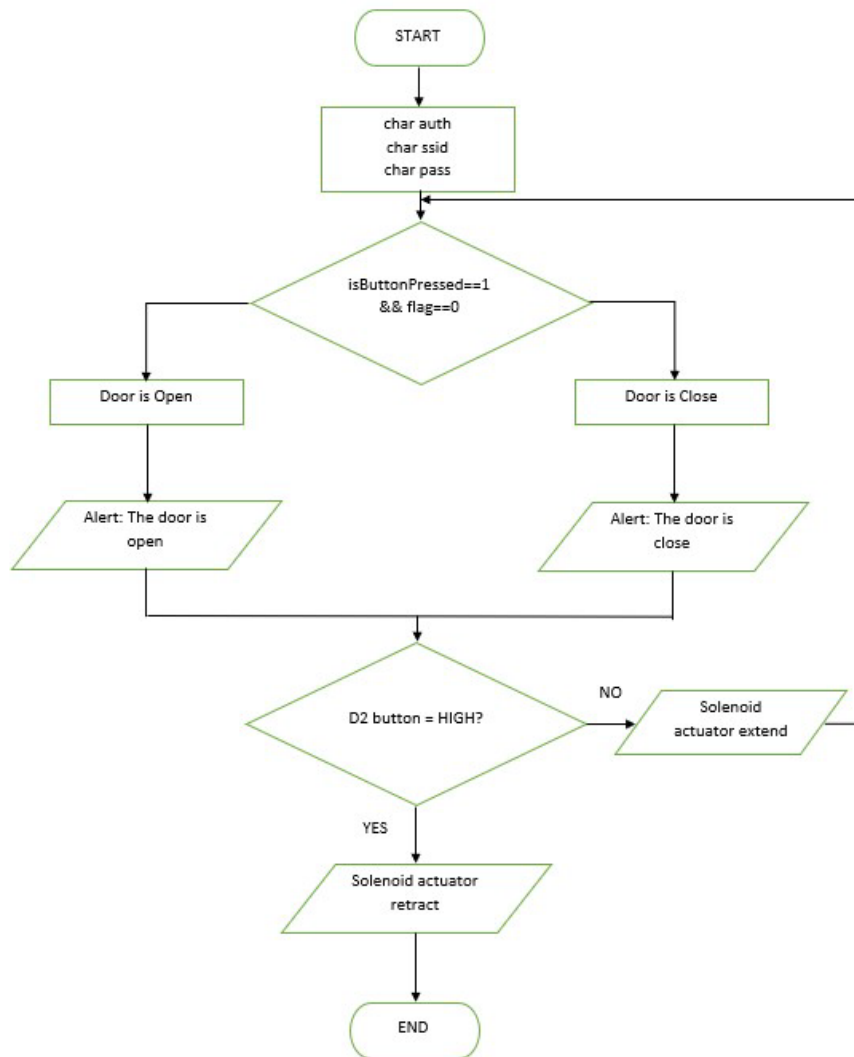 START
char auth
char ssid
char pass
isButtonPressed==1
&& flag==0
Door is Open
Door is Close
Alert: The door is
open
Alert: The door is
close
D2 button = HIGH?
NO
Solenoid
actuator extend
YES
Solenoid actuator
retract
END